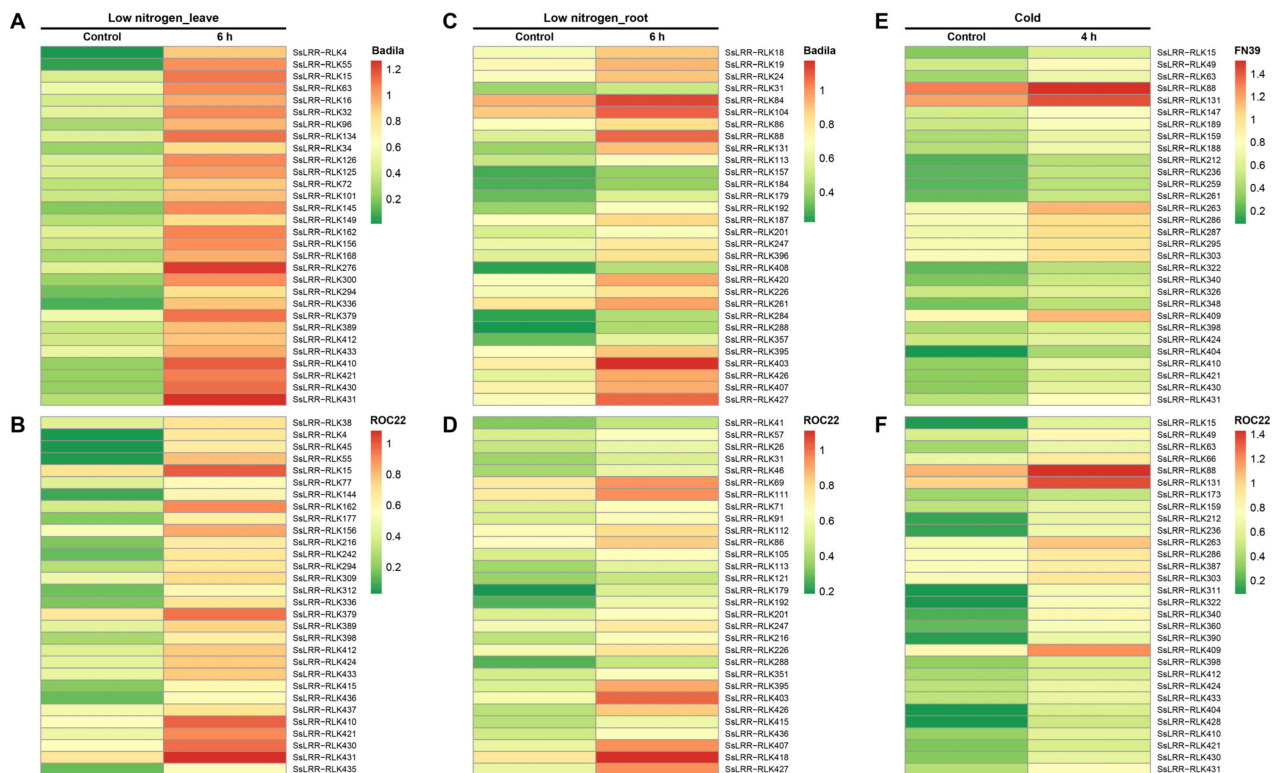 A
Low nitrogen_leave
Control 6 h
Badila
1.2
1
0.8
0.6
0.4
0.2
SsLRR−RLK4
SsLRR−RLK55
SsLRR−RLK15
SsLRR−RLK63
SsLRR−RLK16
SsLRR−RLK32
SsLRR−RLK96
SsLRR−RLK134
SsLRR−RLK34
SsLRR−RLK126
SsLRR−RLK125
SsLRR−RLK72
SsLRR−RLK101
SsLRR−RLK145
SsLRR−RLK149
SsLRR−RLK162
SsLRR−RLK156
SsLRR−RLK168
SsLRR−RLK276
SsLRR−RLK300
SsLRR−RLK294
SsLRR−RLK336
SsLRR−RLK379
SsLRR−RLK389
SsLRR−RLK412
SsLRR−RLK433
SsLRR−RLK410
SsLRR−RLK421
SsLRR−RLK430
SsLRR−RLK431
B
ROC22
1
0.8
0.6
0.4
0.2
SsLRR−RLK38
SsLRR−RLK4
SsLRR−RLK45
SsLRR−RLK55
SsLRR−RLK15
SsLRR−RLK77
SsLRR−RLK144
SsLRR−RLK162
SsLRR−RLK177
SsLRR−RLK156
SsLRR−RLK216
SsLRR−RLK242
SsLRR−RLK294
SsLRR−RLK309
SsLRR−RLK312
SsLRR−RLK336
SsLRR−RLK379
SsLRR−RLK389
SsLRR−RLK398
SsLRR−RLK412
SsLRR−RLK424
SsLRR−RLK433
SsLRR−RLK415
SsLRR−RLK436
SsLRR−RLK437
SsLRR−RLK410
SsLRR−RLK421
SsLRR−RLK430
SsLRR−RLK431
SsLRR−RLK435
C
Low nitrogen_root
Control 6 h
Badila
1
0.8
0.6
0.4
SsLRR−RLK18
SsLRR−RLK19
SsLRR−RLK24
SsLRR−RLK31
SsLRR−RLK84
SsLRR−RLK104
SsLRR−RLK86
SsLRR−RLK88
SsLRR−RLK131
SsLRR−RLK113
SsLRR−RLK157
SsLRR−RLK184
SsLRR−RLK179
SsLRR−RLK192
SsLRR−RLK187
SsLRR−RLK201
SsLRR−RLK247
SsLRR−RLK396
SsLRR−RLK408
SsLRR−RLK420
SsLRR−RLK226
SsLRR−RLK261
SsLRR−RLK284
SsLRR−RLK288
SsLRR−RLK357
SsLRR−RLK395
SsLRR−RLK403
SsLRR−RLK426
SsLRR−RLK407
SsLRR−RLK427
D
ROC22
1
0.8
0.6
0.4
0.2
SsLRR−RLK41
SsLRR−RLK57
SsLRR−RLK26
SsLRR−RLK31
SsLRR−RLK46
SsLRR−RLK69
SsLRR−RLK111
SsLRR−RLK71
SsLRR−RLK91
SsLRR−RLK112
SsLRR−RLK86
SsLRR−RLK105
SsLRR−RLK113
SsLRR−RLK121
SsLRR−RLK179
SsLRR−RLK192
SsLRR−RLK201
SsLRR−RLK247
SsLRR−RLK216
SsLRR−RLK226
SsLRR−RLK288
SsLRR−RLK351
SsLRR−RLK395
SsLRR−RLK403
SsLRR−RLK426
SsLRR−RLK415
SsLRR−RLK436
SsLRR−RLK407
SsLRR−RLK418
SsLRR−RLK427
E
Cold
Control 4 h
FN39
1.4
1.2
1
0.8
0.6
0.4
0.2
SsLRR−RLK15
SsLRR−RLK49
SsLRR−RLK63
SsLRR−RLK88
SsLRR−RLK131
SsLRR−RLK147
SsLRR−RLK189
SsLRR−RLK159
SsLRR−RLK188
SsLRR−RLK212
SsLRR−RLK236
SsLRR−RLK259
SsLRR−RLK261
SsLRR−RLK263
SsLRR−RLK286
SsLRR−RLK287
SsLRR−RLK295
SsLRR−RLK303
SsLRR−RLK322
SsLRR−RLK340
SsLRR−RLK326
SsLRR−RLK348
SsLRR−RLK409
SsLRR−RLK398
SsLRR−RLK424
SsLRR−RLK404
SsLRR−RLK410
SsLRR−RLK421
SsLRR−RLK430
SsLRR−RLK431
F
ROC22
1.4
1.2
1
0.8
0.6
0.4
0.2
SsLRR−RLK15
SsLRR−RLK49
SsLRR−RLK63
SsLRR−RLK66
SsLRR−RLK88
SsLRR−RLK131
SsLRR−RLK173
SsLRR−RLK159
SsLRR−RLK212
SsLRR−RLK236
SsLRR−RLK263
SsLRR−RLK286
SsLRR−RLK387
SsLRR−RLK303
SsLRR−RLK311
SsLRR−RLK322
SsLRR−RLK340
SsLRR−RLK360
SsLRR−RLK390
SsLRR−RLK409
SsLRR−RLK398
SsLRR−RLK412
SsLRR−RLK424
SsLRR−RLK433
SsLRR−RLK404
SsLRR−RLK428
SsLRR−RLK410
SsLRR−RLK421
SsLRR−RLK430
SsLRR−RLK431